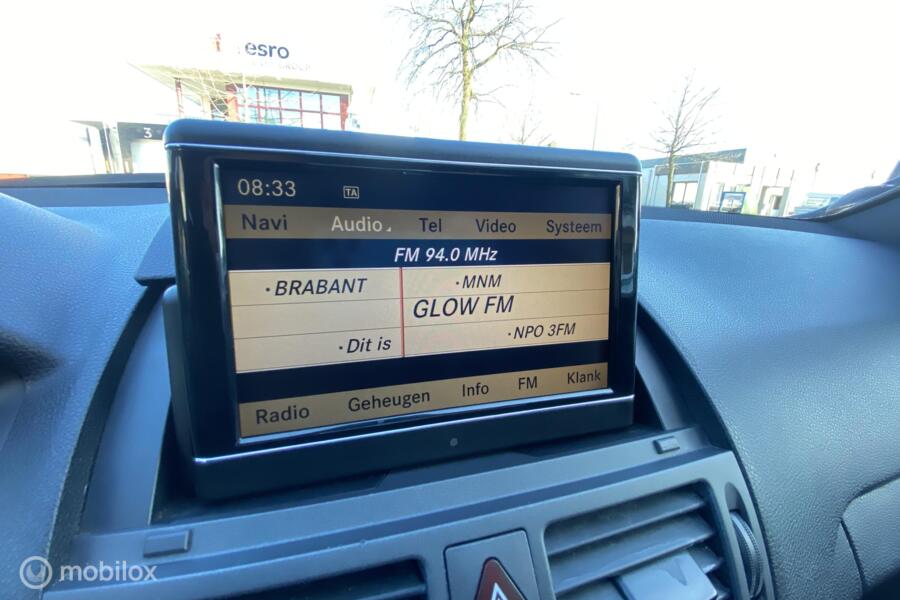 esro
3
08:33 TA
Navi Audio Tel Video Systeem
FM 94.0 MHz
·BRABANT ·MNM
GLOW FM
·Dit is ·NPO 3FM
Radio Geheugen Info FM Klank
mobilox